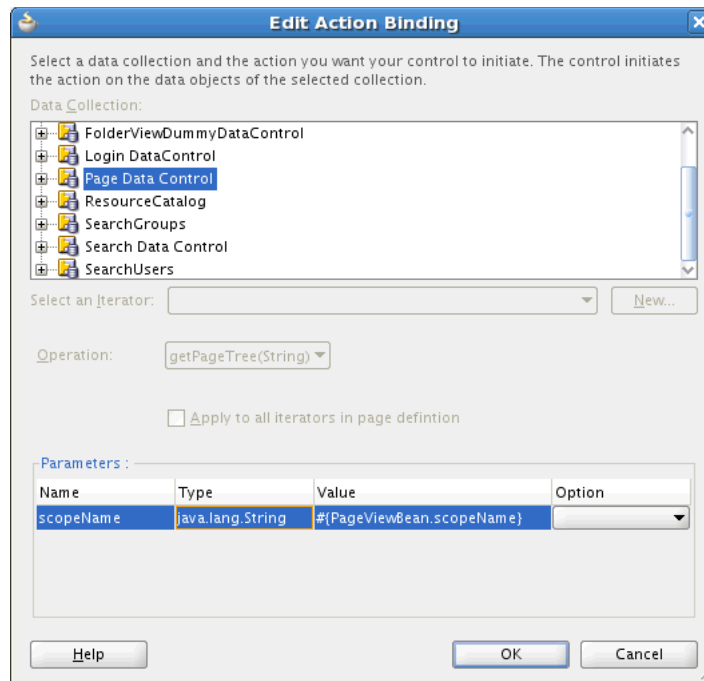 Edit Action Binding
Select a data collection and the action you want your control to initiate. The control initiates
the action on the data objects of the selected collection.
Data Collection:
FolderViewDummyDataControl
Login DataControl
Page Data Control
ResourceCatalog
SearchGroups
Search Data Control
SearchUsers
Select an Iterator: New...
Operation: getPageTree(String)
Apply to all iterators in page defintion
Parameters :
Name Type Value Option
scopeName java.lang.String #{PageViewBean.scopeName}
Help OK Cancel